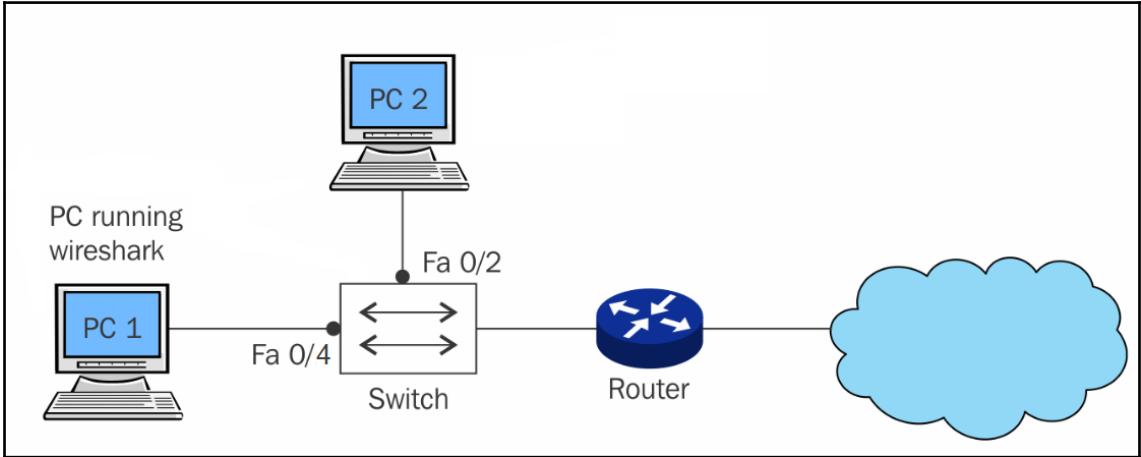 PC 2
PC running
wireshark
Fa 0/2
PC 1
Fa 0/4
Switch
Router